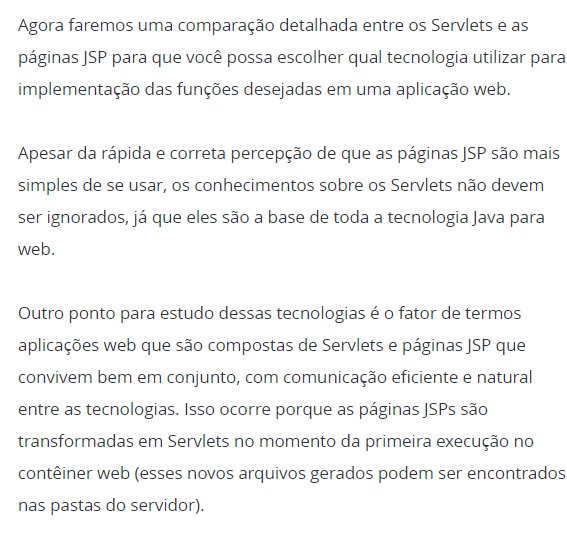 Agora faremos uma comparação detalhada entre os Servlets e as
páginas JSP para que você possa escolher qual tecnologia utilizar para
implementação das funções desejadas em uma aplicação web.
Apesar da rápida e correta percepção de que as páginas JSP são mais
simples de se usar, os conhecimentos sobre os Servlets não devem
ser ignorados, já que eles são a base de toda a tecnologia Java para
web.
Outro ponto para estudo dessas tecnologias é o fator de termos
aplicações web que são compostas de Servlets e páginas JSP que
convivem bem em conjunto, com comunicação eficiente e natural
entre as tecnologias. Isso ocorre porque as páginas JSPs são
transformadas em Servlets no momento da primeira execução no
contêiner web (esses novos arquivos gerados podem ser encontrados
nas pastas do servidor).